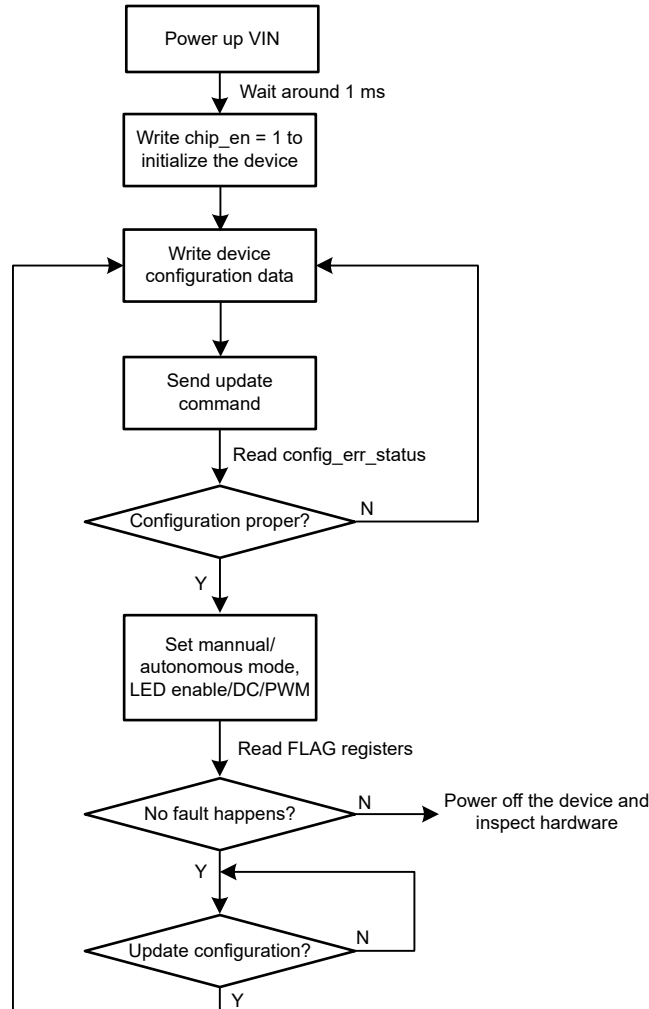 Power up VIN
Wait around 1 ms
Write chip_en = 1 to
initialize the device
Write device
configuration data
Send update
command
Read config_err_status
Configuration proper?
N
Y
Set mannual/
autonomous mode,
LED enable/DC/PWM
Read FLAG registers
No fault happens?
N
Power off the device and
inspect hardware
Y
Update configuration?
N
Y